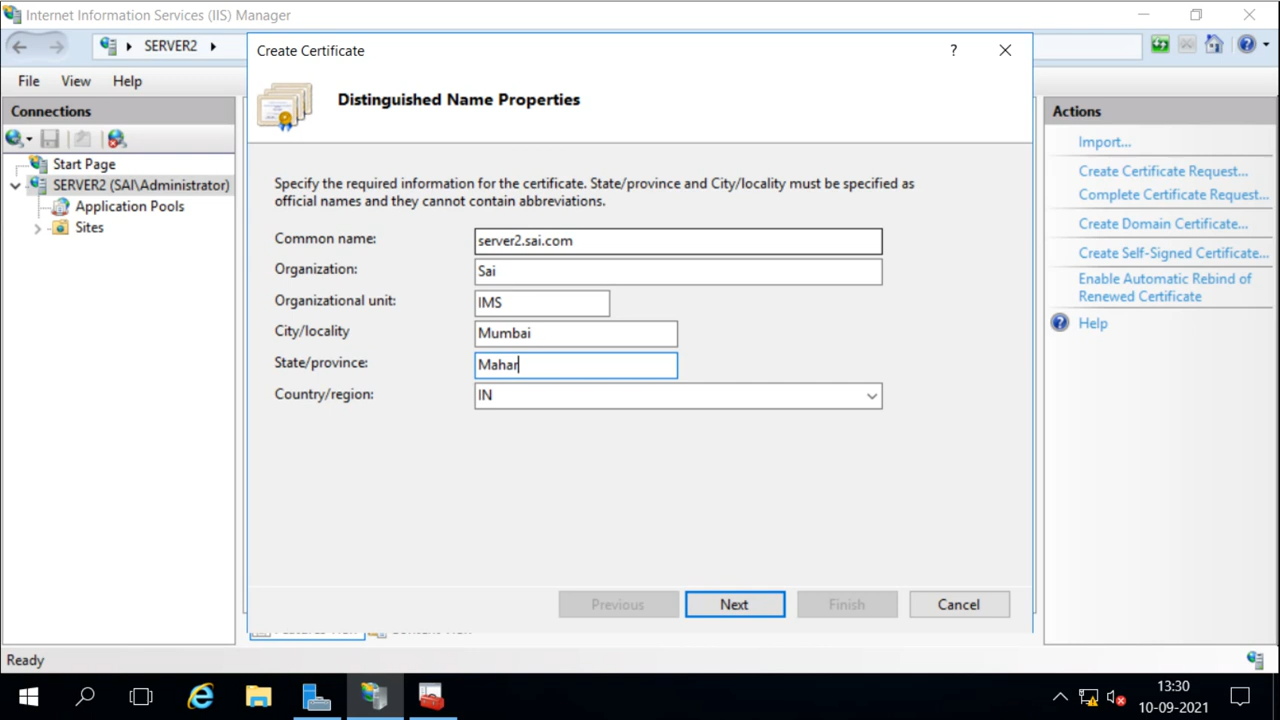 Internet Information Services (IIS) Manager
SERVER2
File View Help
Connections
Start Page
SERVER2 (SAI\Administrator)
Application Pools
Sites
Create Certificate
?
Distinguished Name Properties
Specify the required information for the certificate. State/province and City/locality must be specified as
official names and they cannot contain abbreviations.
Common name: server2.sai.com
Organization: Sai
Organizational unit: IMS
City/locality Mumbai
State/province: Mahar
Country/region: IN
Previous Next Finish Cancel
Actions
Import...
Create Certificate Request...
Complete Certificate Request...
Create Domain Certificate...
Create Self-Signed Certificate...
Enable Automatic Rebind of
Renewed Certificate
Help
Ready
13:30
10-09-2021